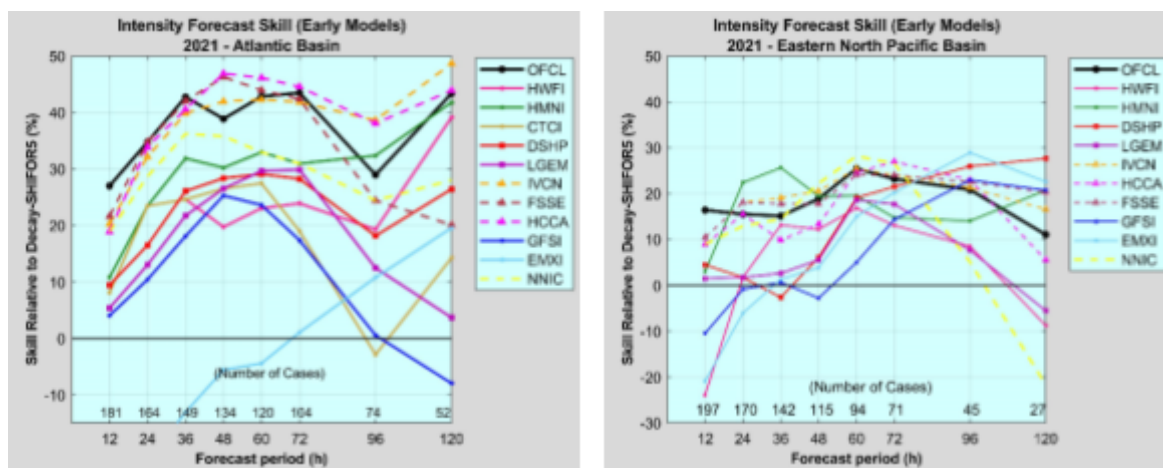 Intensity Forecast Skill (Early Models)
2021 - Atlantic Basin
Skill Relative to Decay-SHIFOR5 (%)
50
40
30
20
10
0
-10
(Number of Cases)
181 164 149 134 120 104 74 52
12 24 36 48 60 72 96 120
Forecast period (h)
OFCL
HWFI
HMNI
CTCI
DSHP
LGEM
IVCN
FSSE
HCCA
GFSI
EMXI
NNIC
Intensity Forecast Skill (Early Models)
2021 - Eastern North Pacific Basin
Skill Relative to Decay-SHIFOR5 (%)
50
40
30
20
10
0
-10
-20
-30
(Number of Cases)
197 170 142 115 94 71 45 27
12 24 36 48 60 72 96 120
Forecast period (h)
OFCL
HWFI
HMNI
DSHP
LGEM
IVCN
HCCA
FSSE
GFSI
EMXI
NNIC